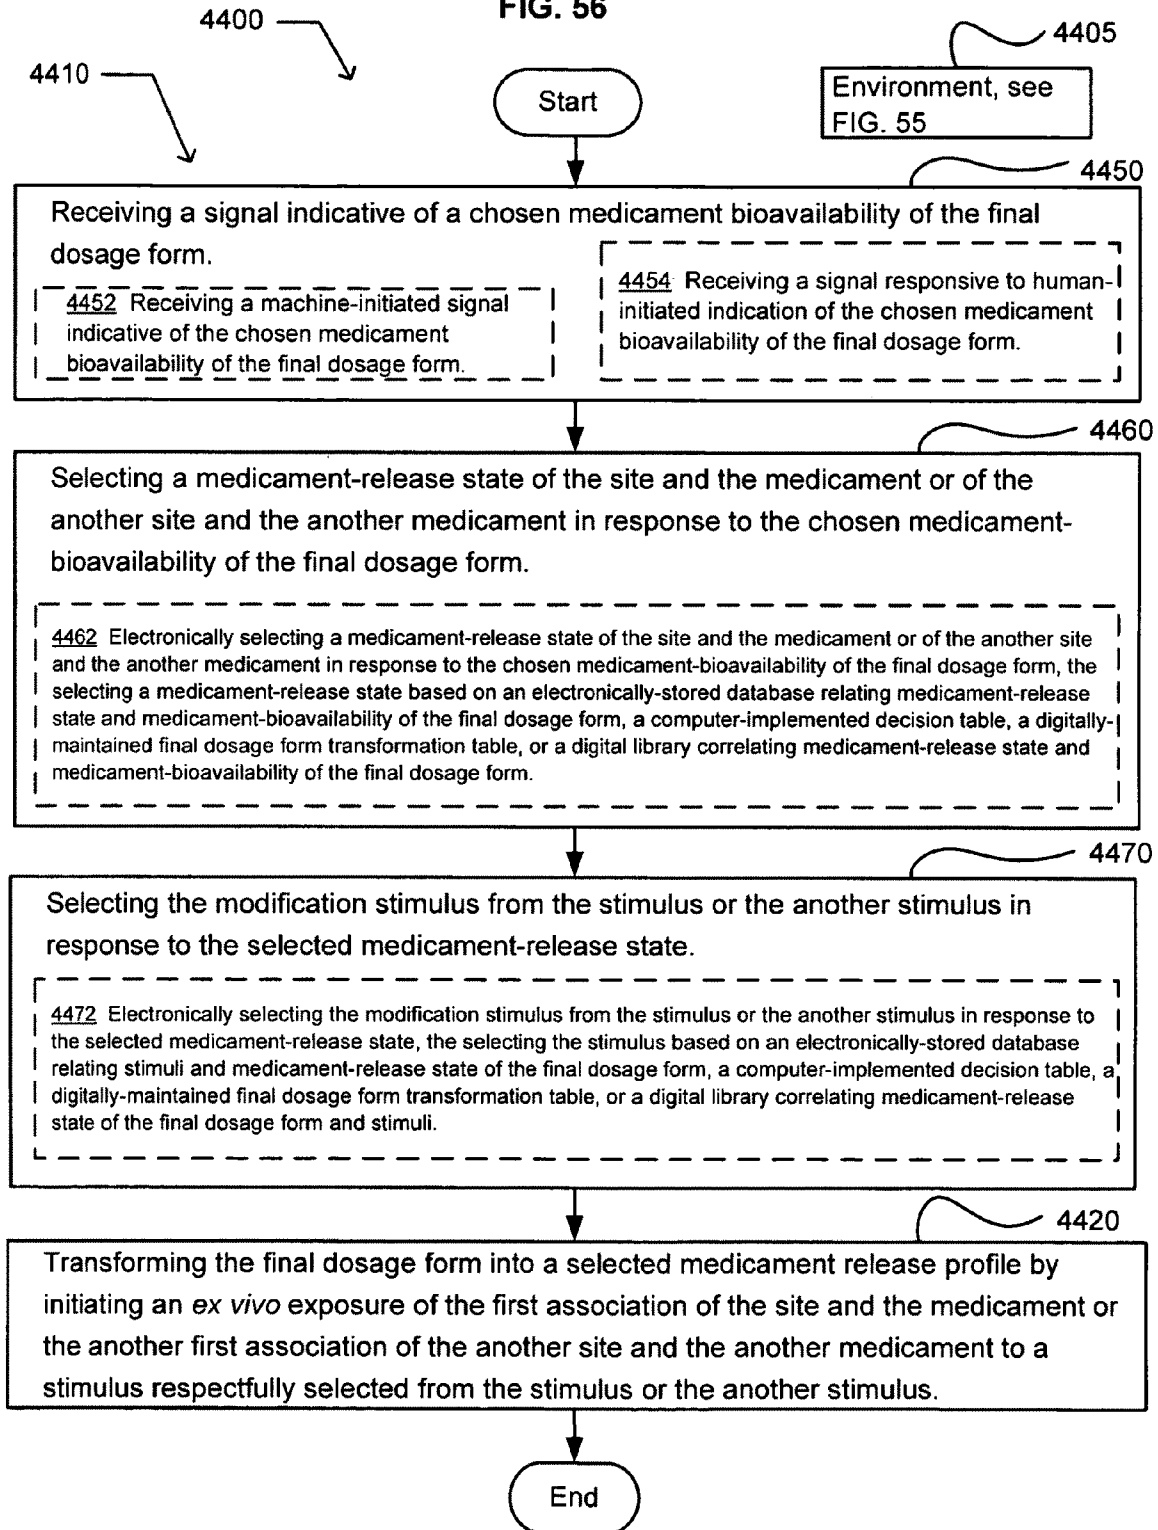 FIG. 56
4400
4405
4410
Start
Environment, see
FIG. 55
4450
Receiving a signal indicative of a chosen medicament bioavailability of the final
dosage form.
4452 Receiving a machine-initiated signal
indicative of the chosen medicament
bioavailability of the final dosage form.
4454 Receiving a signal responsive to human-
initiated indication of the chosen medicament
bioavailability of the final dosage form.
4460
Selecting a medicament-release state of the site and the medicament or of the
another site and the another medicament in response to the chosen medicament-
bioavailability of the final dosage form.
4462 Electronically selecting a medicament-release state of the site and the medicament or of the another site
and the another medicament in response to the chosen medicament-bioavailability of the final dosage form, the
selecting a medicament-release state based on an electronically-stored database relating medicament-release
state and medicament-bioavailability of the final dosage form, a computer-implemented decision table, a digitally-
maintained final dosage form transformation table, or a digital library correlating medicament-release state and
medicament-bioavailability of the final dosage form.
4470
Selecting the modification stimulus from the stimulus or the another stimulus in
response to the selected medicament-release state.
4472 Electronically selecting the modification stimulus from the stimulus or the another stimulus in response to
the selected medicament-release state, the selecting the stimulus based on an electronically-stored database
relating stimuli and medicament-release state of the final dosage form, a computer-implemented decision table, a
digitally-maintained final dosage form transformation table, or a digital library correlating medicament-release
state of the final dosage form and stimuli.
4420
Transforming the final dosage form into a selected medicament release profile by
initiating an ex vivo exposure of the first association of the site and the medicament or
the another first association of the another site and the another medicament to a
stimulus respectfully selected from the stimulus or the another stimulus.
End